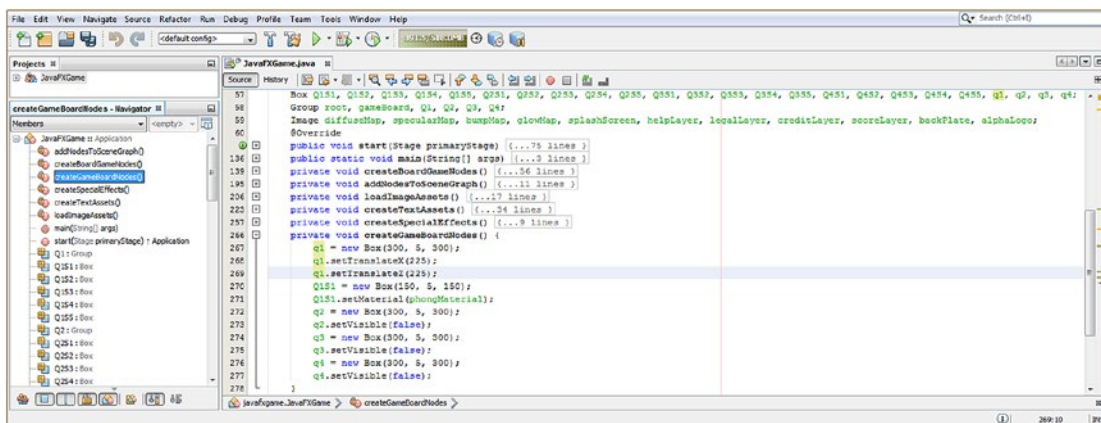 File Edit View Navigate Source Refactor Run Debug Profile Team Tools Window Help
Search (Ctrl+I)
<default config>
Projects
JavaFXGame
createGameBoardNodes - Navigator
Members
<empty>
JavaFXGame :: Application
addNodesToSceneGraph()
createBoardGameNodes()
createGameBoardNodes()
createSpecialEffects()
createTextAssets()
loadImageAssets()
main(String[] args)
start(Stage primaryStage) ↑ Application
Q1 : Group
Q1S1 : Box
Q1S2 : Box
Q1S3 : Box
Q1S4 : Box
Q1S5 : Box
Q2 : Group
Q2S1 : Box
Q2S2 : Box
Q2S3 : Box
Q2S4 : Box
JavaFXGame.java
Source History
57 Box Q1S1, Q1S2, Q1S3, Q1S4, Q1S5, Q2S1, Q2S2, Q2S3, Q2S4, Q2S5, Q3S1, Q3S2, Q3S3, Q3S4, Q3S5, Q4S1, Q4S2, Q4S3, Q4S4, Q4S5, q1, q2, q3, q4;
58 Group root, gameBoard, Q1, Q2, Q3, Q4;
59 Image diffuseMap, specularMap, bumpMap, glowMap, splashScreen, helpLayer, legalLayer, creditLayer, scoreLayer, backPlate, alphaLogo;
60 @Override
public void start(Stage primaryStage) {...75 lines }
136 public static void main(String[] args) {...3 lines }
139 private void createBoardGameNodes() {...56 lines }
195 private void addNodesToSceneGraph() {...11 lines }
206 private void loadImageAssets() {...17 lines }
223 private void createTextAssets() {...34 lines }
257 private void createSpecialEffects() {...9 lines }
266 private void createGameBoardNodes() {
267 q1 = new Box(300, 5, 300);
268 q1.setTranslateX(225);
269 q1.setTranslateZ(225);
270 Q1S1 = new Box(150, 5, 150);
271 Q1S1.setMaterial(phongMaterial);
272 q2 = new Box(300, 5, 300);
273 q2.setVisible(false);
274 q3 = new Box(300, 5, 300);
275 q3.setVisible(false);
276 q4 = new Box(300, 5, 300);
277 q4.setVisible(false);
278 }
javafxgame.JavaFXGame createGameBoardNodes
269:10